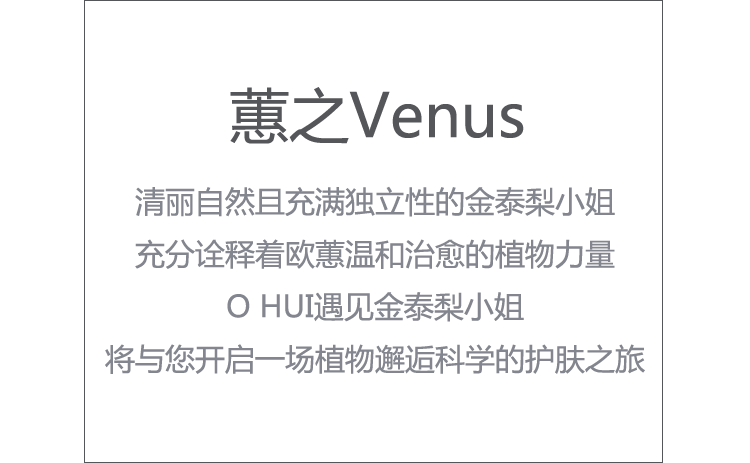 蕙之Venus
清丽自然且充满独立性的金泰梨小姐
充分诠释着欧蕙温和治愈的植物力量
O HUI遇见金泰梨小姐
将与您开启一场植物邂逅科学的护肤之旅